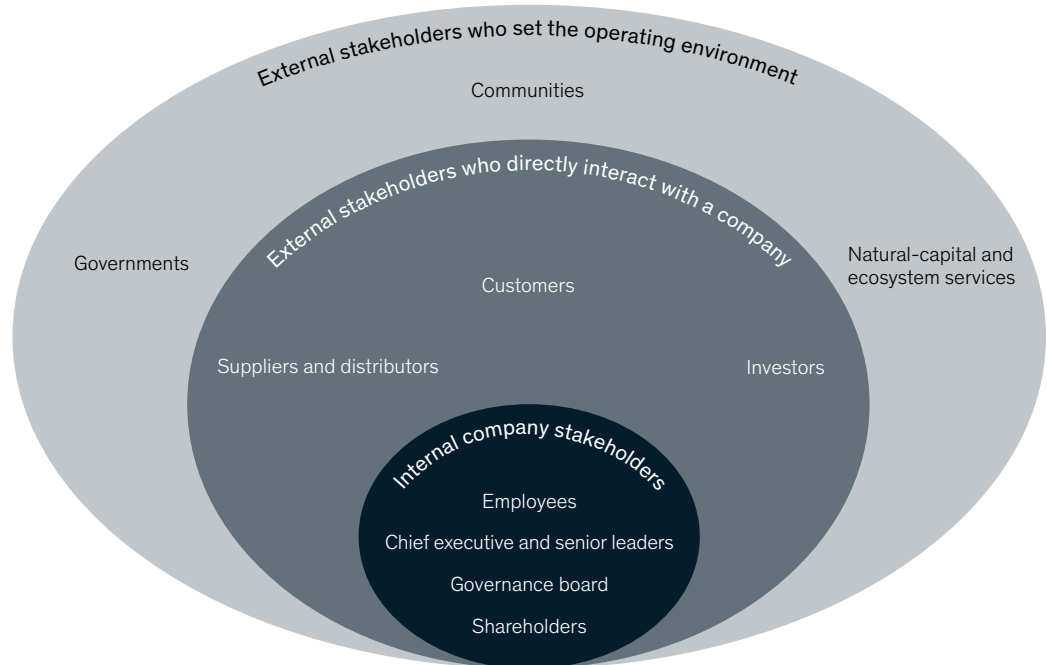 External stakeholders who set the operating environment
Communities
External stakeholders who directly interact with a company
Governments
Natural-capital and
ecosystem services
Customers
Suppliers and distributors
Investors
Internal company stakeholders
Employees
Chief executive and senior leaders
Governance board
Shareholders